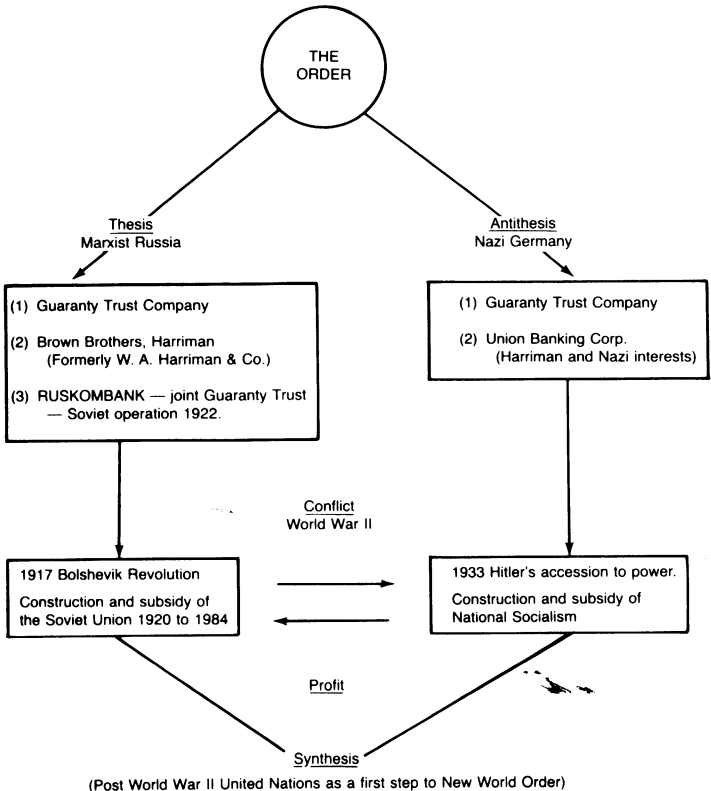 THE
ORDER
Thesis
Marxist Russia
Antithesis
Nazi Germany
(1) Guaranty Trust Company
(2) Brown Brothers, Harriman
(Formerly W. A. Harriman & Co.)
(3) RUSKOMBANK — joint Guaranty Trust
— Soviet operation 1922.
(1) Guaranty Trust Company
(2) Union Banking Corp.
(Harriman and Nazi interests)
Conflict
World War II
1917 Bolshevik Revolution
Construction and subsidy of
the Soviet Union 1920 to 1984
1933 Hitler's accession to power.
Construction and subsidy of
National Socialism
Profit
Synthesis
(Post World War II United Nations as a first step to New World Order)